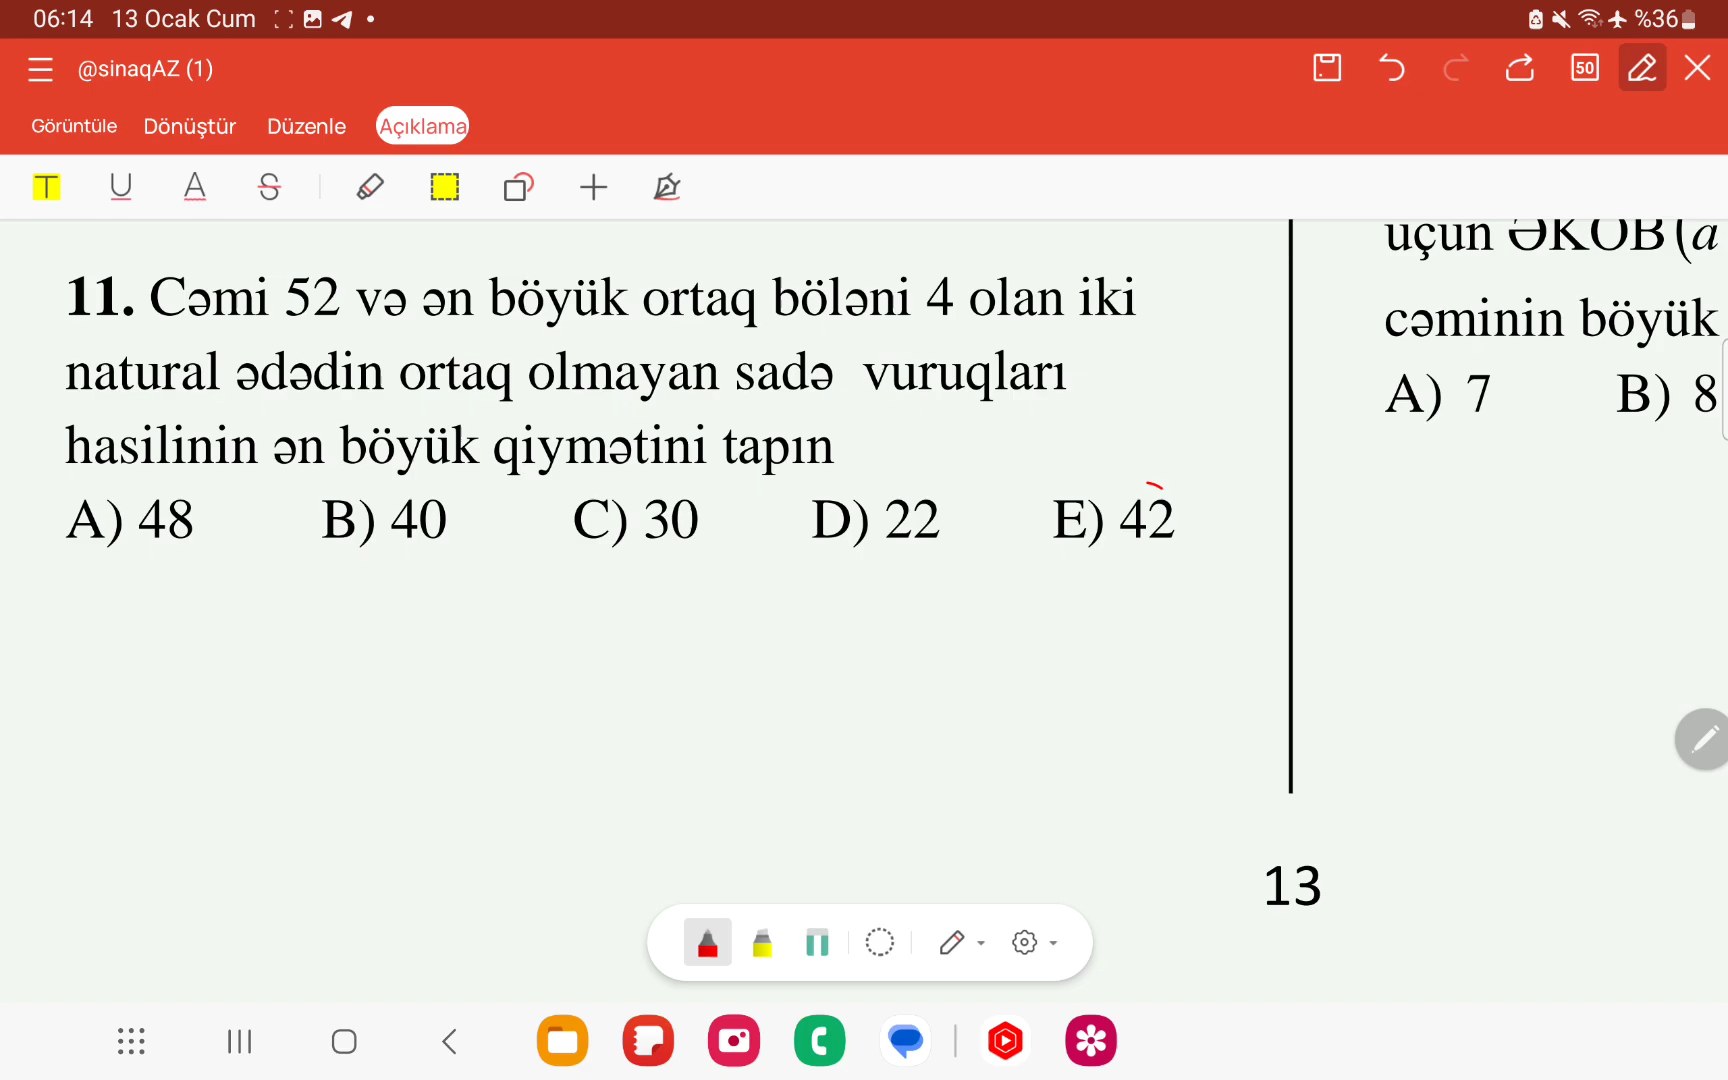 06:14 13 Ocak Cum %36
@sinaqAZ (1)
50
Görüntüle Dönüştür Düzenle Açıklama
T U A S
11. Cəmi 52 və ən böyük ortaq böləni 4 olan iki
natural ədədin ortaq olmayan sadə vuruqları
hasilinin ən böyük qiymətini tapın
A) 48 B) 40 C) 30 D) 22 E) 42
üçün ƏKOB(a
cəminin böyük
A) 7 B) 8
13